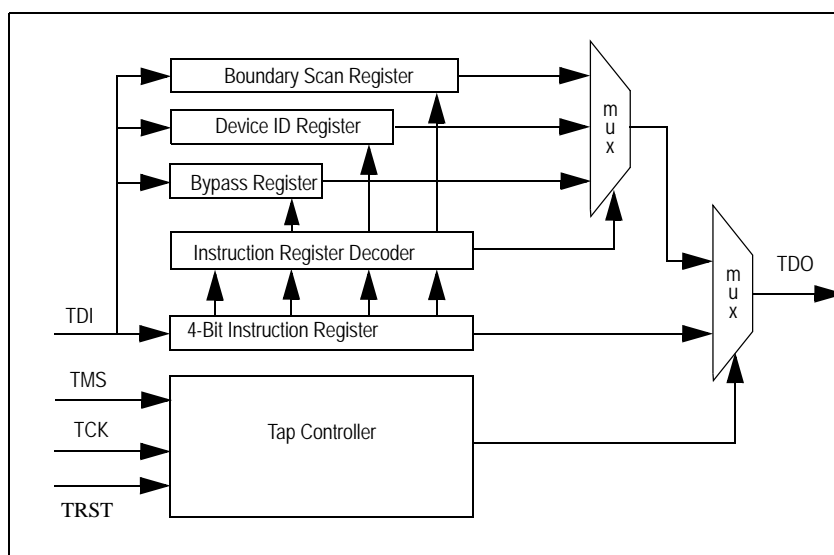 Boundary Scan Register
mux
Device ID Register
Bypass Register
Instruction Register Decoder
mux
TDO
TDI
4-Bit Instruction Register
TMS
Tap Controller
TCK
TRST